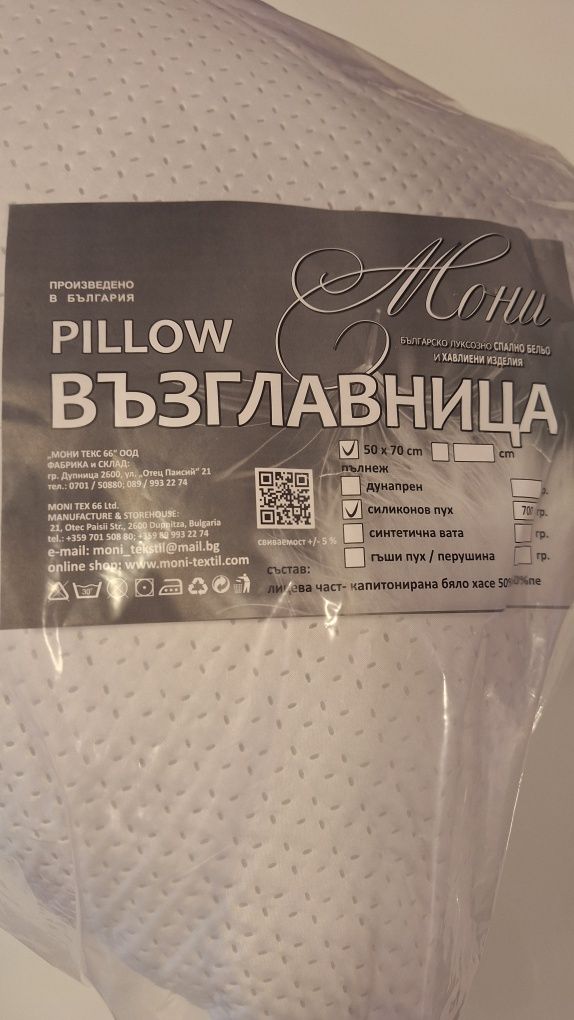 ПРОИЗВЕДЕНО
В БЪЛГАРИЯ
Мони
БЪЛГАРСКО ЛУКСОЗНО СПАЛНО БЕЛЬО
И ХАВЛИЕНИ ИЗДЕЛИЯ
PILLOW
ВЪЗГЛАВНИЦА
„МОНИ ТЕКС 66" ООД
ФАБРИКА и СКЛАД:
гр. Дупница 2600, ул. „Отец Паисий" 21
тел.: 0701 / 50880; 089 / 993 22 74
MONI TEX 66 Ltd.
MANUFACTURE & STOREHOUSE:
21, Otec Paisii Str., 2600 Duppitza, Bulgaria
tel.: +359 701 508 80; +359 89 993 22 74
e-mail: moni_tekstil@mail.bg
online shop: www.moni-textil.com
30°
свиваемост +/- 5 %
50 x 70 cm cm
пълнеж
дунапрен
силиконов пух 700 гр.
синтетична вата гр.
гъши пух / перушина гр.
състав:
лицева част- капитонирана бяло хасе 50%